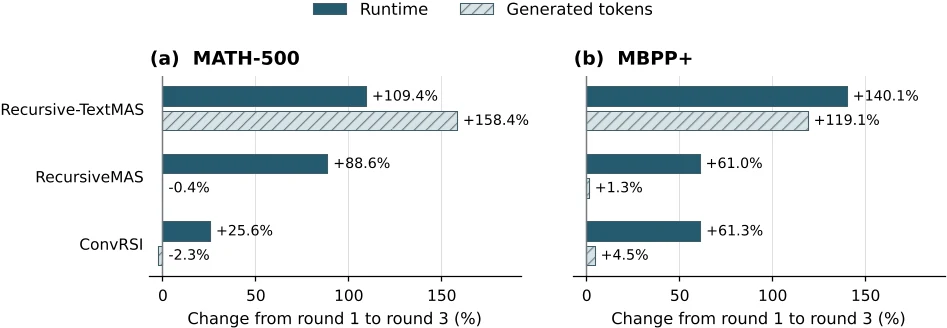 Runtime Generated tokens
(a) MATH-500
Recursive-TextMAS
+109.4%
+158.4%
RecursiveMAS
+88.6%
-0.4%
ConvRSI
+25.6%
-2.3%
0 50 100 150
Change from round 1 to round 3 (%)
(b) MBPP+
+140.1%
+119.1%
+61.0%
+1.3%
+61.3%
+4.5%
0 50 100 150
Change from round 1 to round 3 (%)